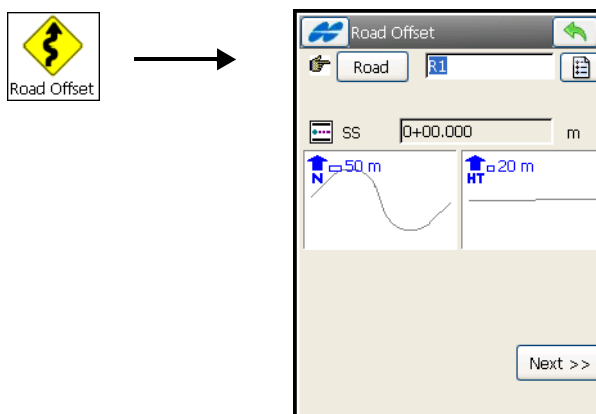 Road Offset
Road Offset
Road R1
SS 0+00.000 m
50 m
N
20 m
HT
Next >>